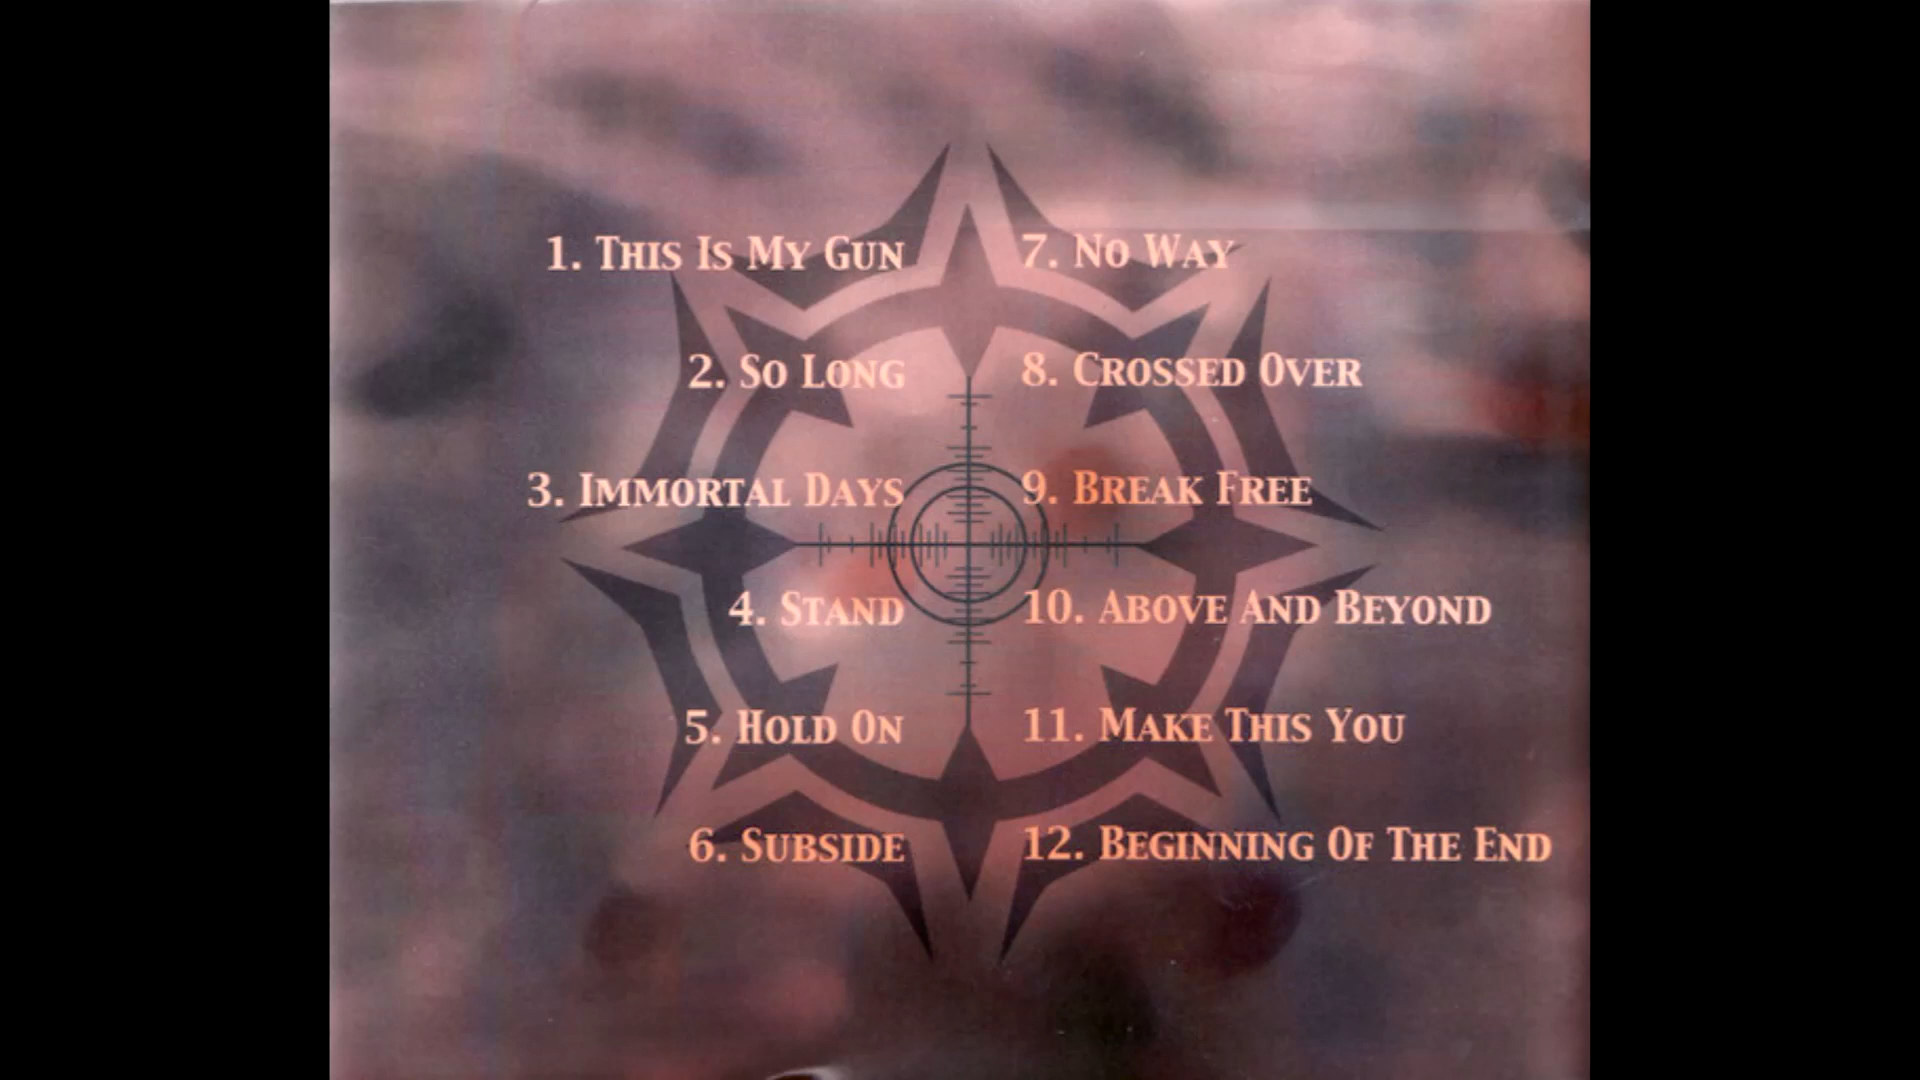 1. THIS IS MY GUN
2. SO LONG
3. IMMORTAL DAYS
4. STAND
5. HOLD ON
6. SUBSIDE
7. NO WAY
8. CROSSED OVER
9. BREAK FREE
10. ABOVE AND BEYOND
11. MAKE THIS YOU
12. BEGINNING OF THE END